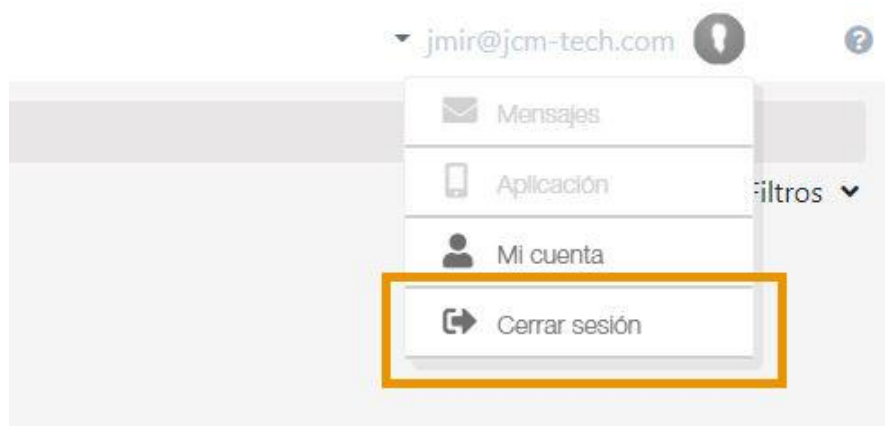 jmir@jcm-tech.com
Mensajes
Aplicación
Filtros
Mi cuenta
Cerrar sesión